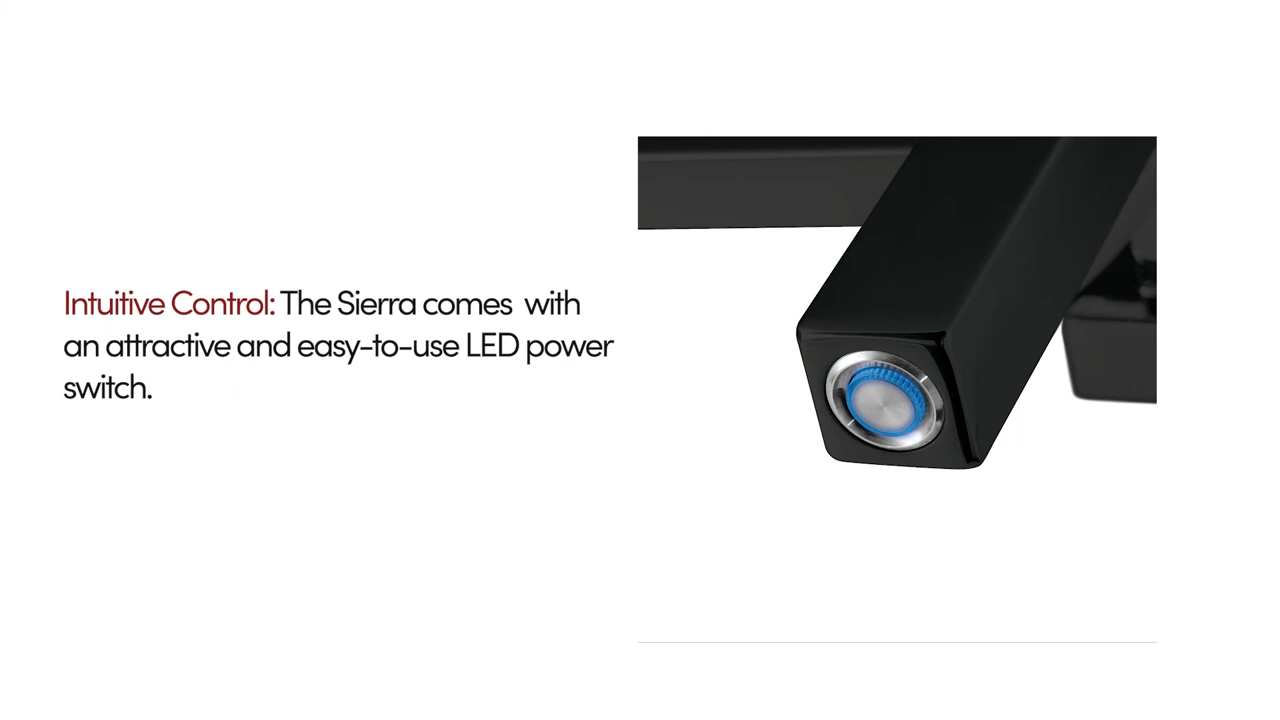 Intuitive Control: The Sierra comes  with
an attractive and easy-to-use LED power
switch.